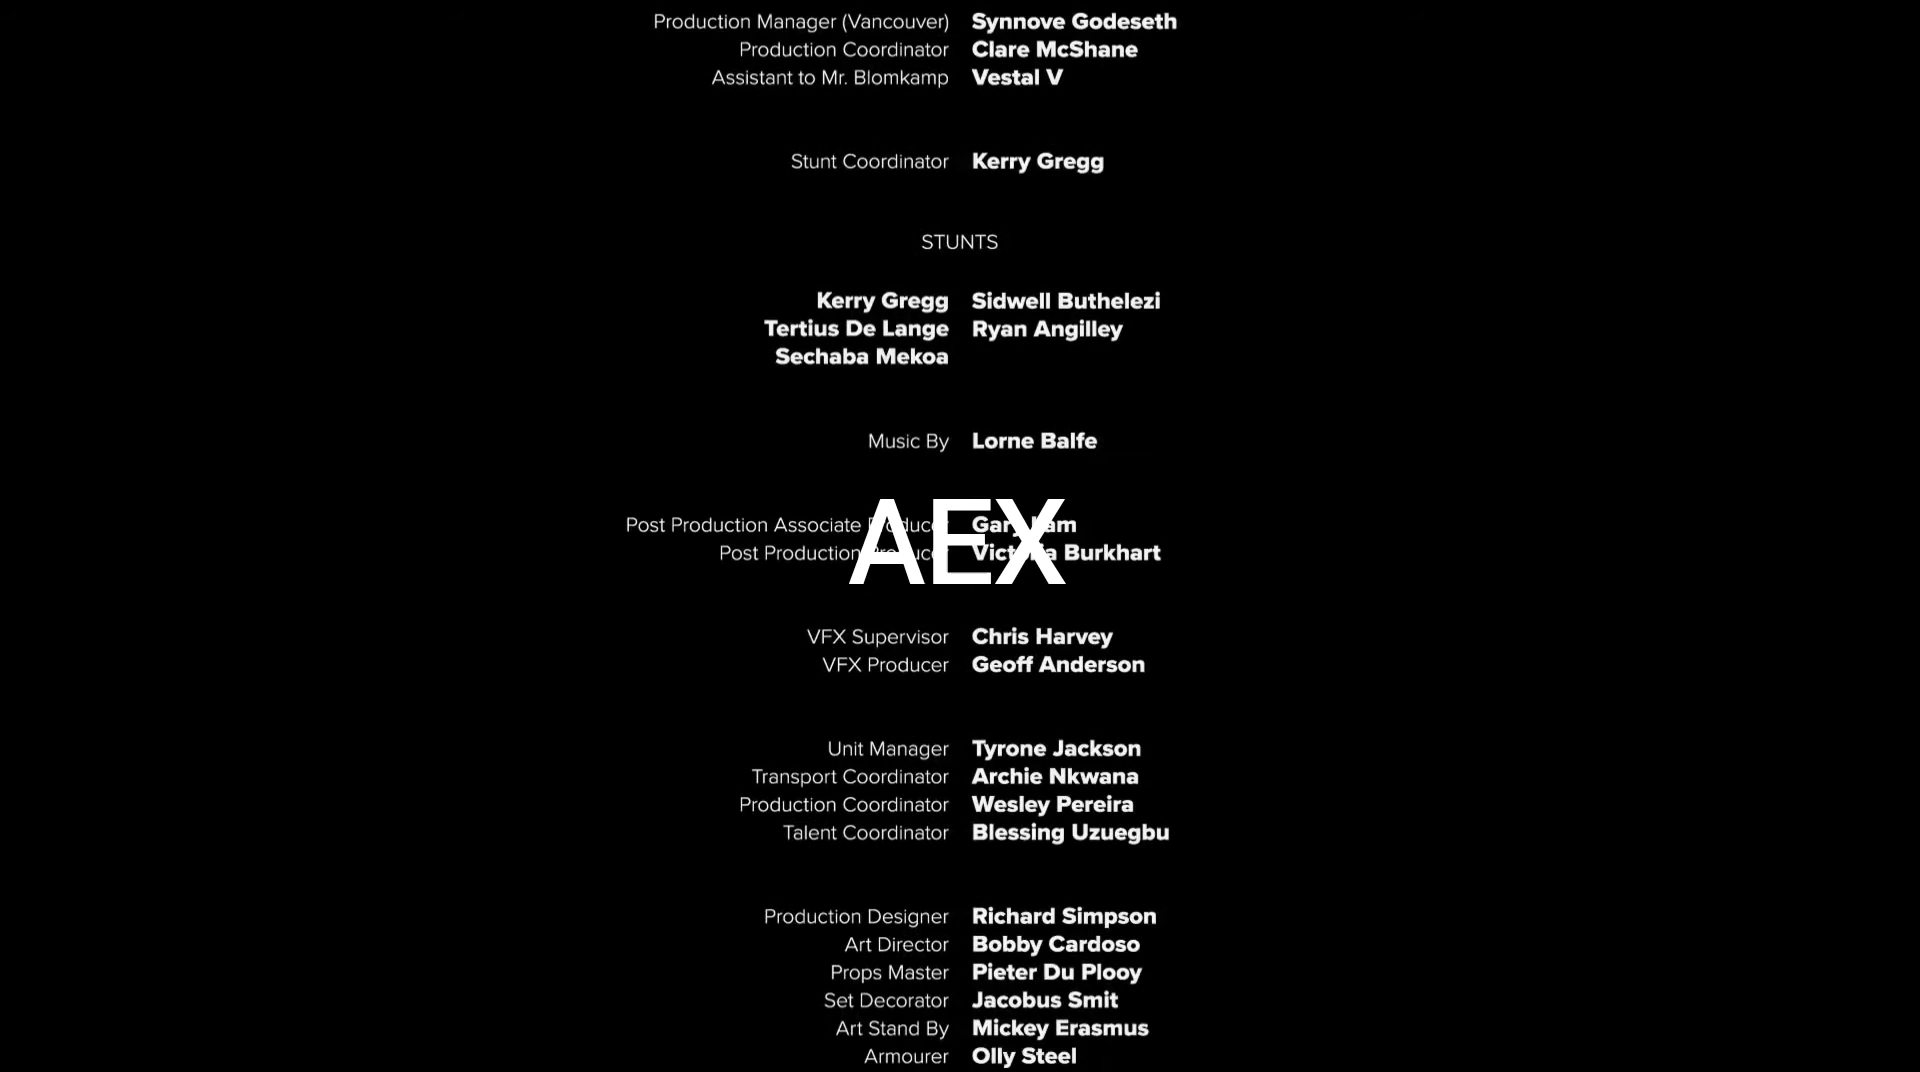 Production Manager (Vancouver) Synnove Godeseth
Production Coordinator Clare McShane
Assistant to Mr. Blomkamp Vestal V
Stunt Coordinator Kerry Gregg
STUNTS
Kerry Gregg Sidwell Buthelezi
Tertius De Lange Ryan Angilley
Sechaba Mekoa
Music By Lorne Balfe
Post Production Associate Producer Gary
AEX
Post Production Producer Victoria Burkhart
VFX Supervisor Chris Harvey
VFX Producer Geoff Anderson
Unit Manager Tyrone Jackson
Transport Coordinator Archie Nkwana
Production Coordinator Wesley Pereira
Talent Coordinator Blessing Uzuegbu
Production Designer Richard Simpson
Art Director Bobby Cardoso
Props Master Pieter Du Plooy
Set Decorator Jacobus Smit
Art Stand By Mickey Erasmus
Armourer Olly Steel